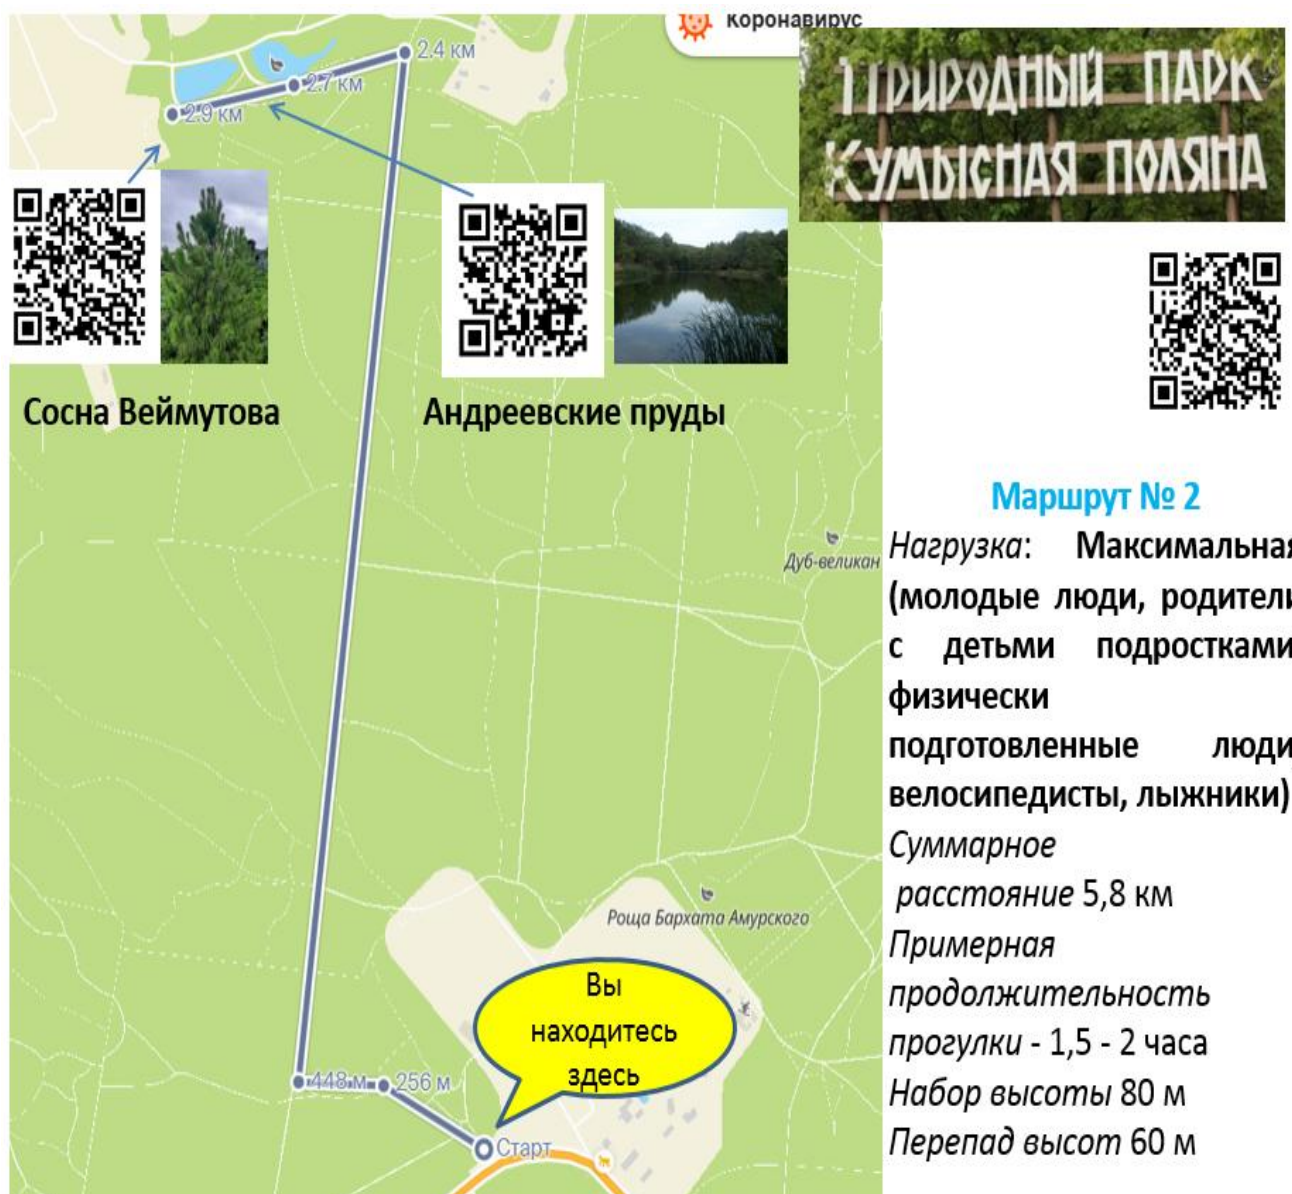 Коронавирус
2.4 км
2.7 км
2.9 км
ПРИРОДНЫЙ ПАРК
КУМЫСНАЯ ПОЛЯНА
Сосна Веймутова
Андреевские пруды
Дуб-великан
Роща Бархата Амурского
Вы
находитесь
здесь
448 м
256 м
Старт
Маршрут № 2
Нагрузка: Максимальная
(молодые люди, родители
с детьми подростками
физически
подготовленные люди,
велосипедисты, лыжники)
Суммарное
расстояние 5,8 км
Примерная
продолжительность
прогулки - 1,5 - 2 часа
Набор высоты 80 м
Перепад высот 60 м